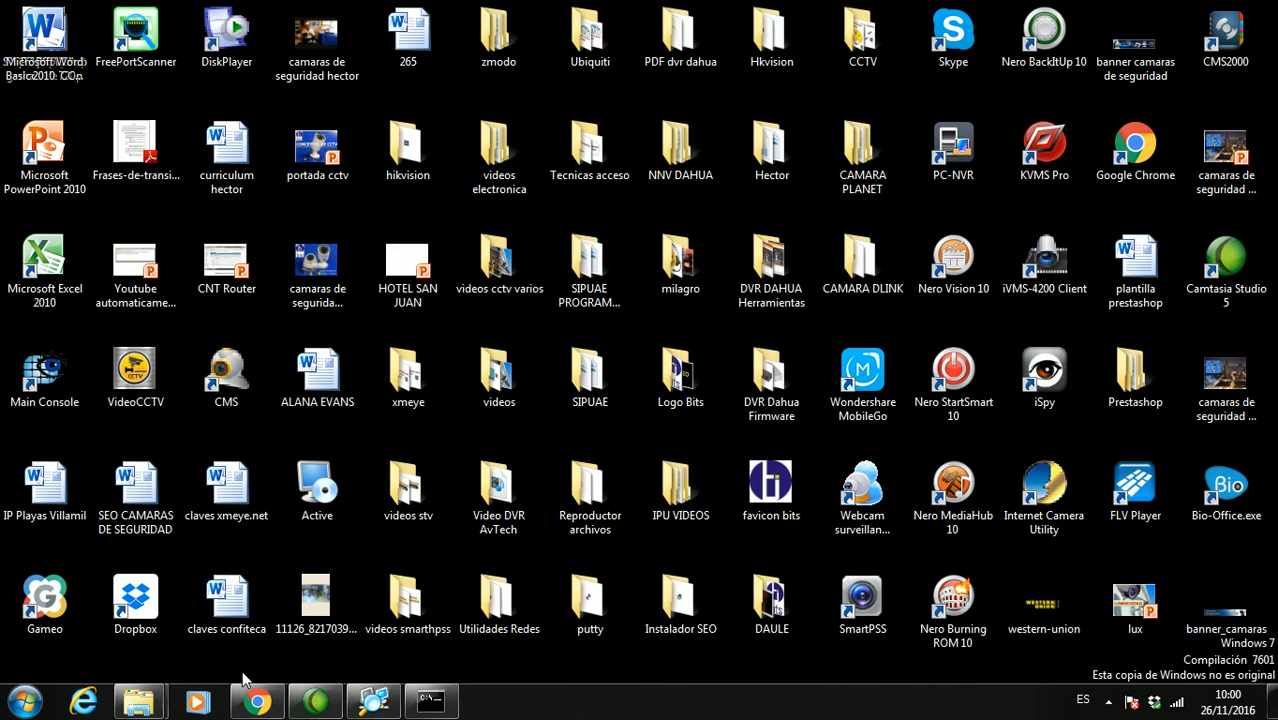 Microsoft Word
FreePortScanner
DiskPlayer
camaras de
seguridad hector
265
zmodo
Ubiquiti
PDF dvr dahua
Hkvision
CCTV
Skype
Nero BackItUp 10
banner camaras
de seguridad
CMS2000
Microsoft
PowerPoint 2010
Frases-de-transi...
curriculum
hector
portada cctv
hikvision
videos
electronica
Tecnicas acceso
NNV DAHUA
Hector
CAMARA
PLANET
PC-NVR
KVMS Pro
Google Chrome
camaras de
seguridad ...
Microsoft Excel
2010
Youtube
automaticame...
CNT Router
camaras de
segurida...
HOTEL SAN
JUAN
videos cctv varios
SIPUAE
PROGRAM...
milagro
DVR DAHUA
Herramientas
CAMARA DLINK
Nero Vision 10
iVMS-4200 Client
plantilla
prestashop
Camtasia Studio
5
Main Console
VideoCCTV
CMS
ALANA EVANS
xmeye
videos
SIPUAE
Logo Bits
DVR Dahua
Firmware
Wondershare
MobileGo
Nero StartSmart
10
iSpy
Prestashop
camaras de
seguridad ...
IP Playas Villamil
SEO CAMARAS
DE SEGURIDAD
claves xmeye.net
Active
videos stv
Video DVR
AvTech
Reproductor
archivos
IPU VIDEOS
favicon bits
Webcam
surveillan...
Nero MediaHub
10
Internet Camera
Utility
FLV Player
Bio
Bio-Office.exe
Gameo
Dropbox
claves confiteca
11126_8217039...
videos smarthpss
Utilidades Redes
putty
Instalador SEO
DAULE
SmartPSS
Nero Burning
ROM 10
WESTERN
UNION
western-union
lux
banner_camaras
Windows 7
Compilación 7601
Esta copia de Windows no es original
C:\
ES
10:00
26/11/2016